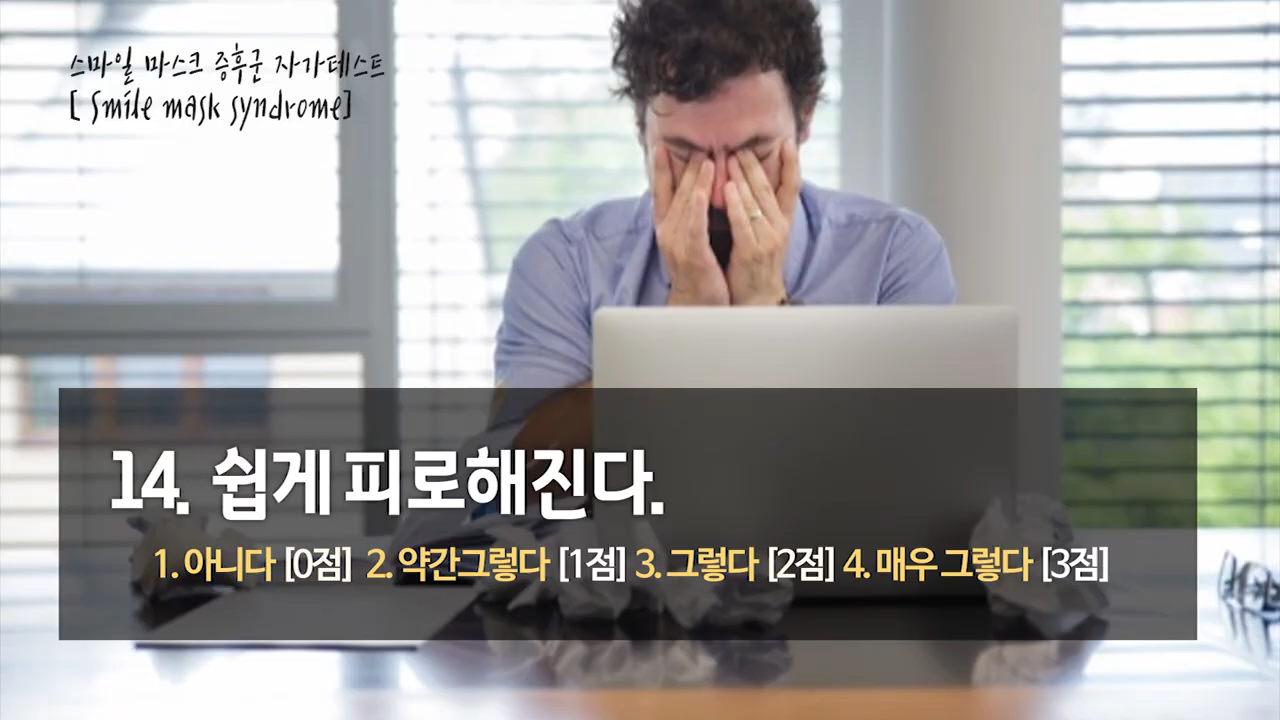 스마일 마스크 증후군 자가테스트
[ Smile mask syndrome]
14. 쉽게 피로해진다.
1. 아니다 [0점] 2. 약간그렇다 [1점] 3. 그렇다 [2점] 4. 매우 그렇다 [3점]